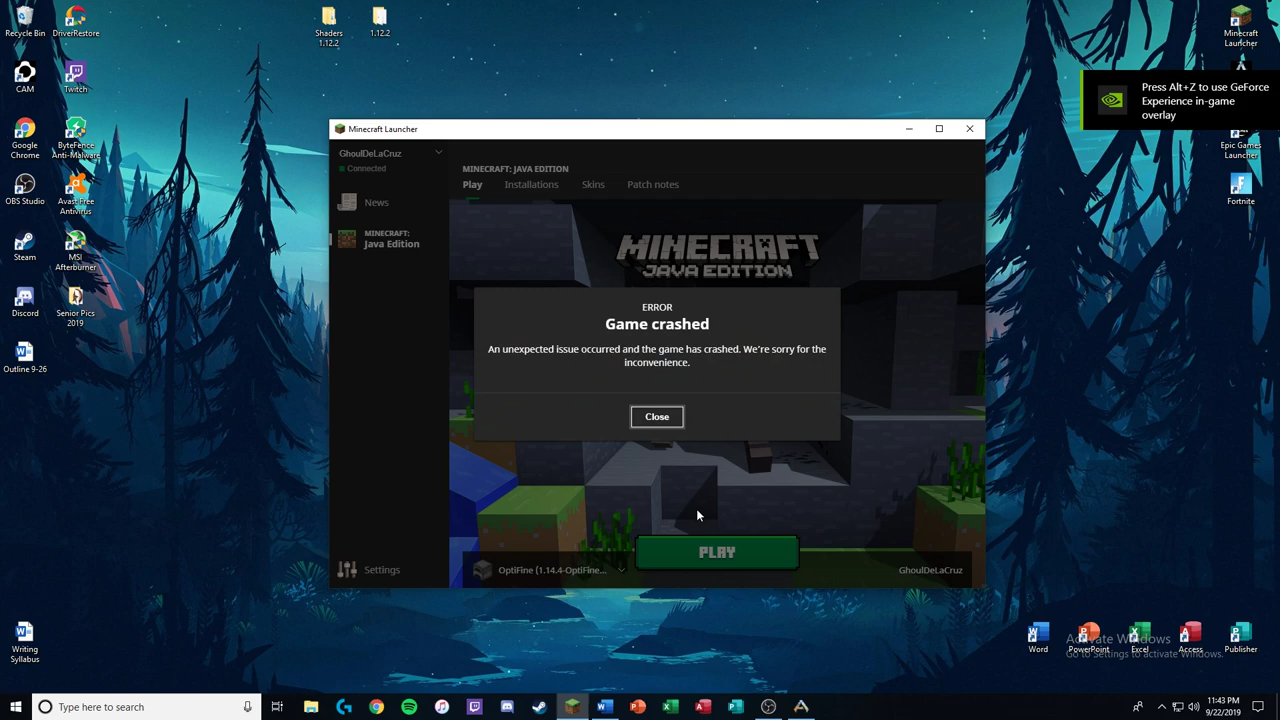 Recycle Bin
DriverRestore
Shaders
1.12.2
1.12.2
Minecraft
Launcher
CAM
Twitch
Press Alt+Z to use GeForce
Experience in-game
overlay
Google
Chrome
ByteFence
Anti-Malware
Epic Games
Launcher
OBS Studio
Avast Free
Antivirus
Fortnite
Steam
MSI
Afterburner
Discord
Senior Pics
2019
Outline 9-26
Writing
Syllabus
Minecraft Launcher
GhoulDeLaCruz
Connected
News
MINECRAFT:
Java Edition
Settings
MINECRAFT: JAVA EDITION
Play Installations Skins Patch notes
MINECRAFT
JAVA EDITION
ERROR
Game crashed
An unexpected issue occurred and the game has crashed. We're sorry for the
inconvenience.
Close
PLAY
OptiFine (1.14.4-OptiFine...
GhoulDeLaCruz
Word
PowerPoint
Excel
Access
Publisher
Activate Windows
Go to Settings to activate Windows.
Type here to search
11:43 PM
9/22/2019